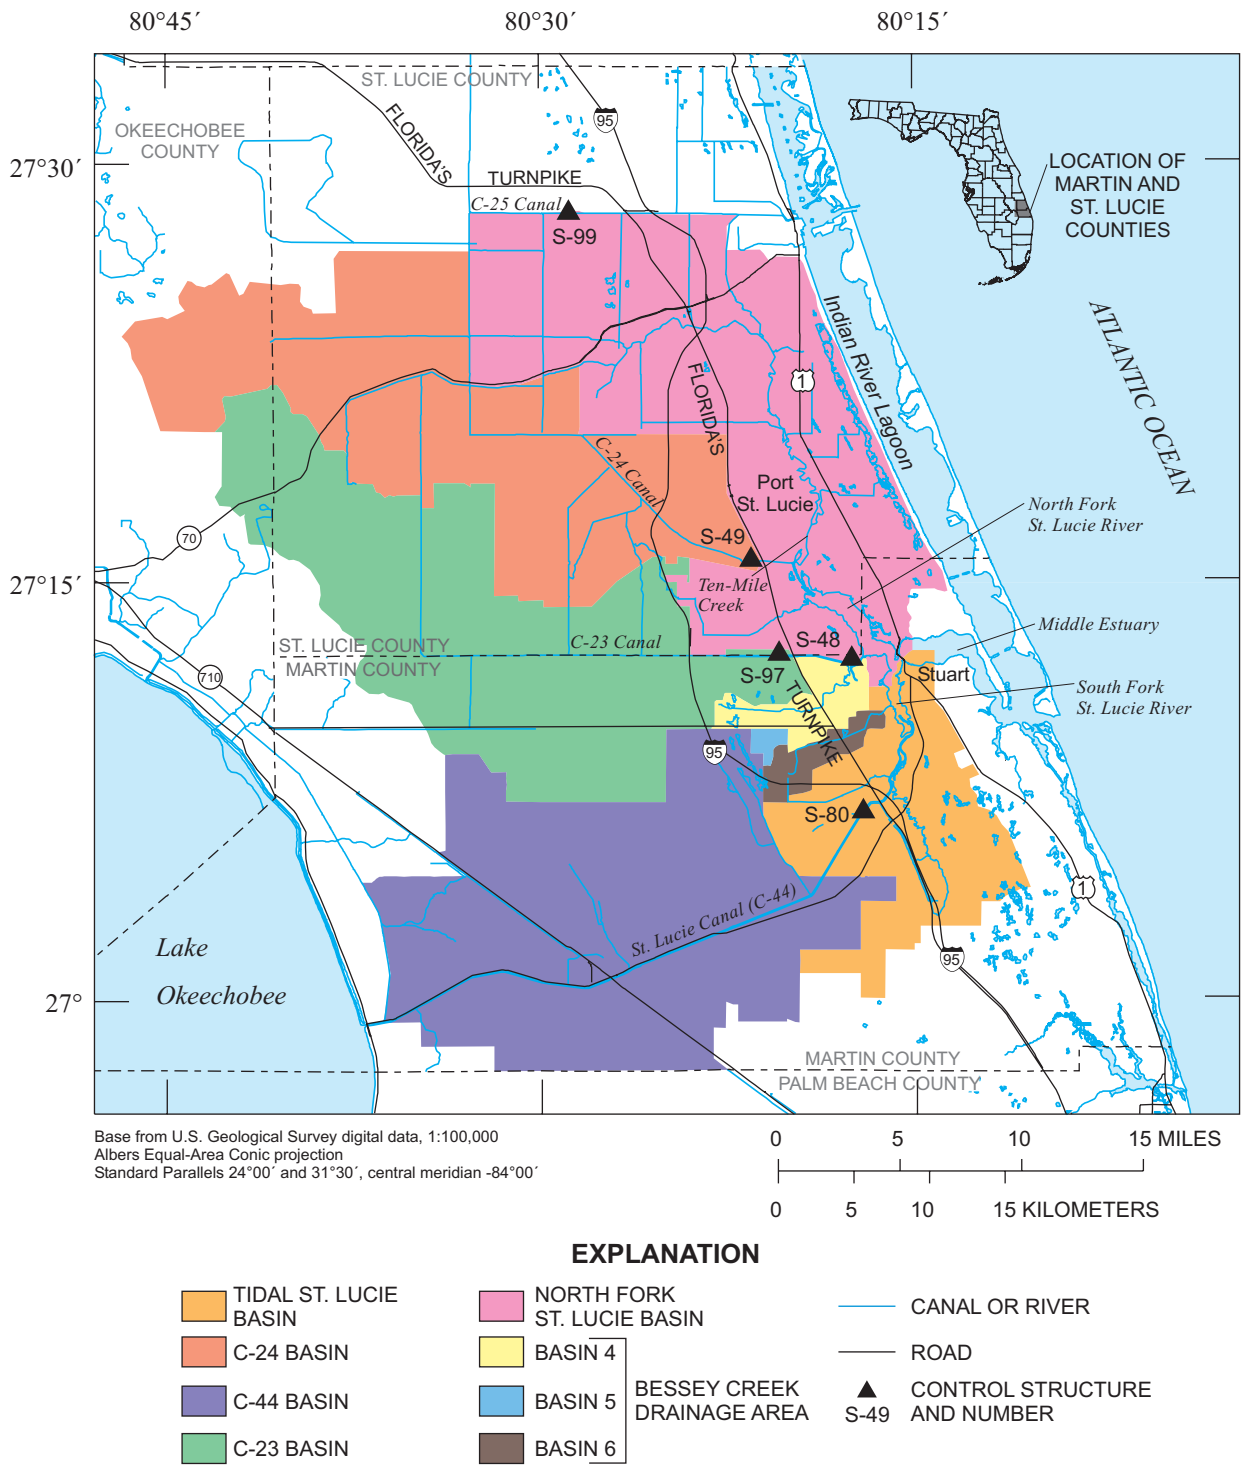 80°45′
80°30′
80°15′
ST. LUCIE COUNTY
OKEECHOBEE
COUNTY
FLORIDA'S
TURNPIKE
95
27°30′
C-25 Canal
S-99
LOCATION OF
MARTIN AND
ST. LUCIE
COUNTIES
Indian River Lagoon
ATLANTIC OCEAN
1
FLORIDA'S
C-24 Canal
Port
St. Lucie
North Fork
St. Lucie River
70
S-49
27°15′
Ten-Mile
Creek
Middle Estuary
ST. LUCIE COUNTY
MARTIN COUNTY
C-23 Canal
S-48
S-97
Stuart
710
TURNPIKE
South Fork
St. Lucie River
95
S-80
1
St. Lucie Canal (C-44)
Lake
Okeechobee
95
27°
MARTIN COUNTY
PALM BEACH COUNTY
Base from U.S. Geological Survey digital data, 1:100,000
Albers Equal-Area Conic projection
Standard Parallels 24°00′ and 31°30′, central meridian -84°00′
0 5 10 15 MILES
0 5 10 15 KILOMETERS
EXPLANATION
TIDAL ST. LUCIE
BASIN
C-24 BASIN
C-44 BASIN
C-23 BASIN
NORTH FORK
ST. LUCIE BASIN
BASIN 4
BASIN 5
BASIN 6
BESSEY CREEK
DRAINAGE AREA
CANAL OR RIVER
ROAD
S-49
CONTROL STRUCTURE
AND NUMBER